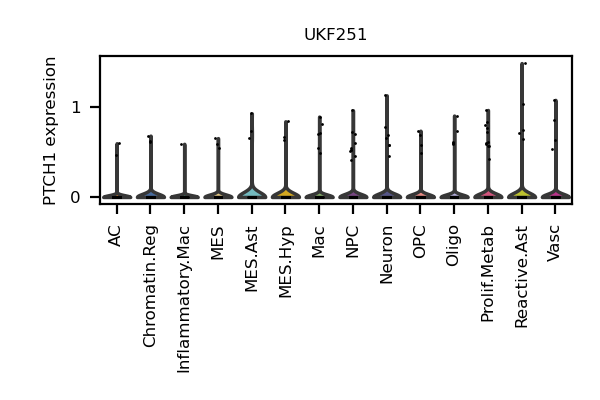 UKF251
PTCH1 expression
1
0
AC
Chromatin.Reg
Inflammatory.Mac
MES
MES.Ast
MES.Hyp
Mac
NPC
Neuron
OPC
Oligo
Prolif.Metab
Reactive.Ast
Vasc